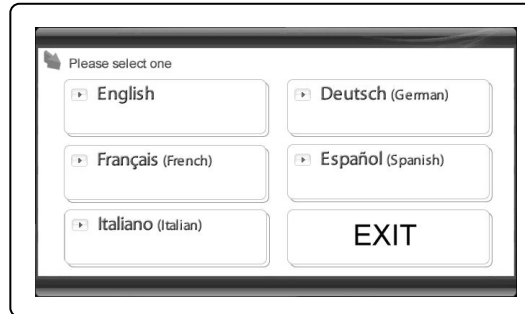 Please select one
English
Deutsch (German)
Français (French)
Español (Spanish)
Italiano (Italian)
EXIT